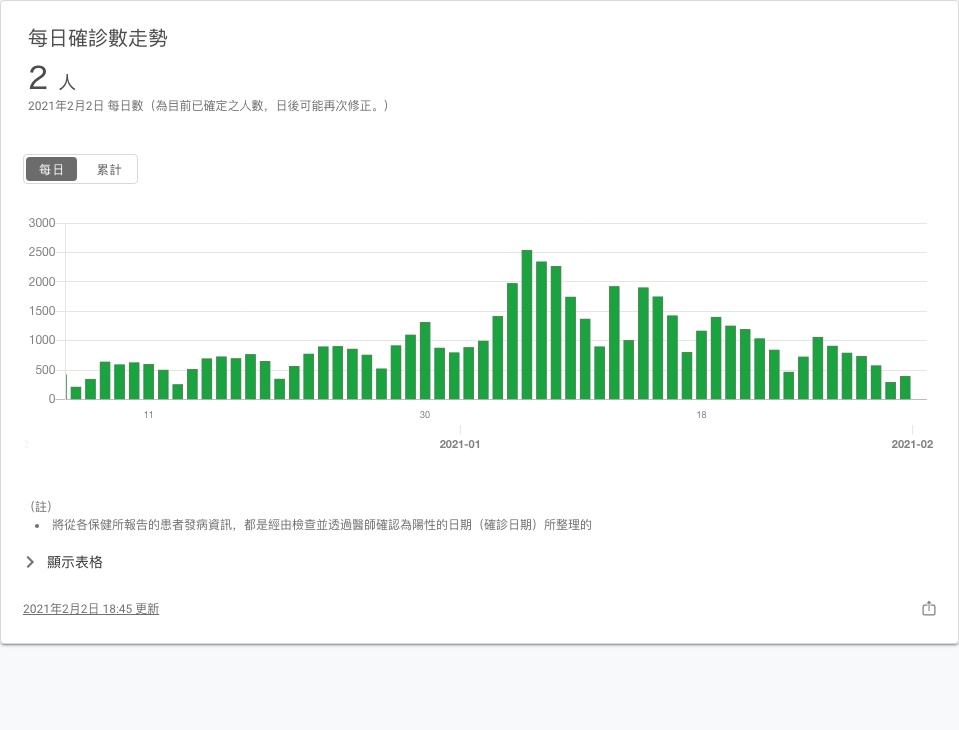 每日確診數走勢
2 人
2021年2月2日 每日數（為目前已確定之人數，日後可能再次修正。）
每日 累計
3000
2500
2000
1500
1000
500
0
11 30 18
2021-01 2021-02
（註）
• 將從各保健所報告的患者發病資訊，都是經由檢查並透過醫師確認為陽性的日期（確診日期）所整理的
顯示表格
2021年2月2日 18:45 更新